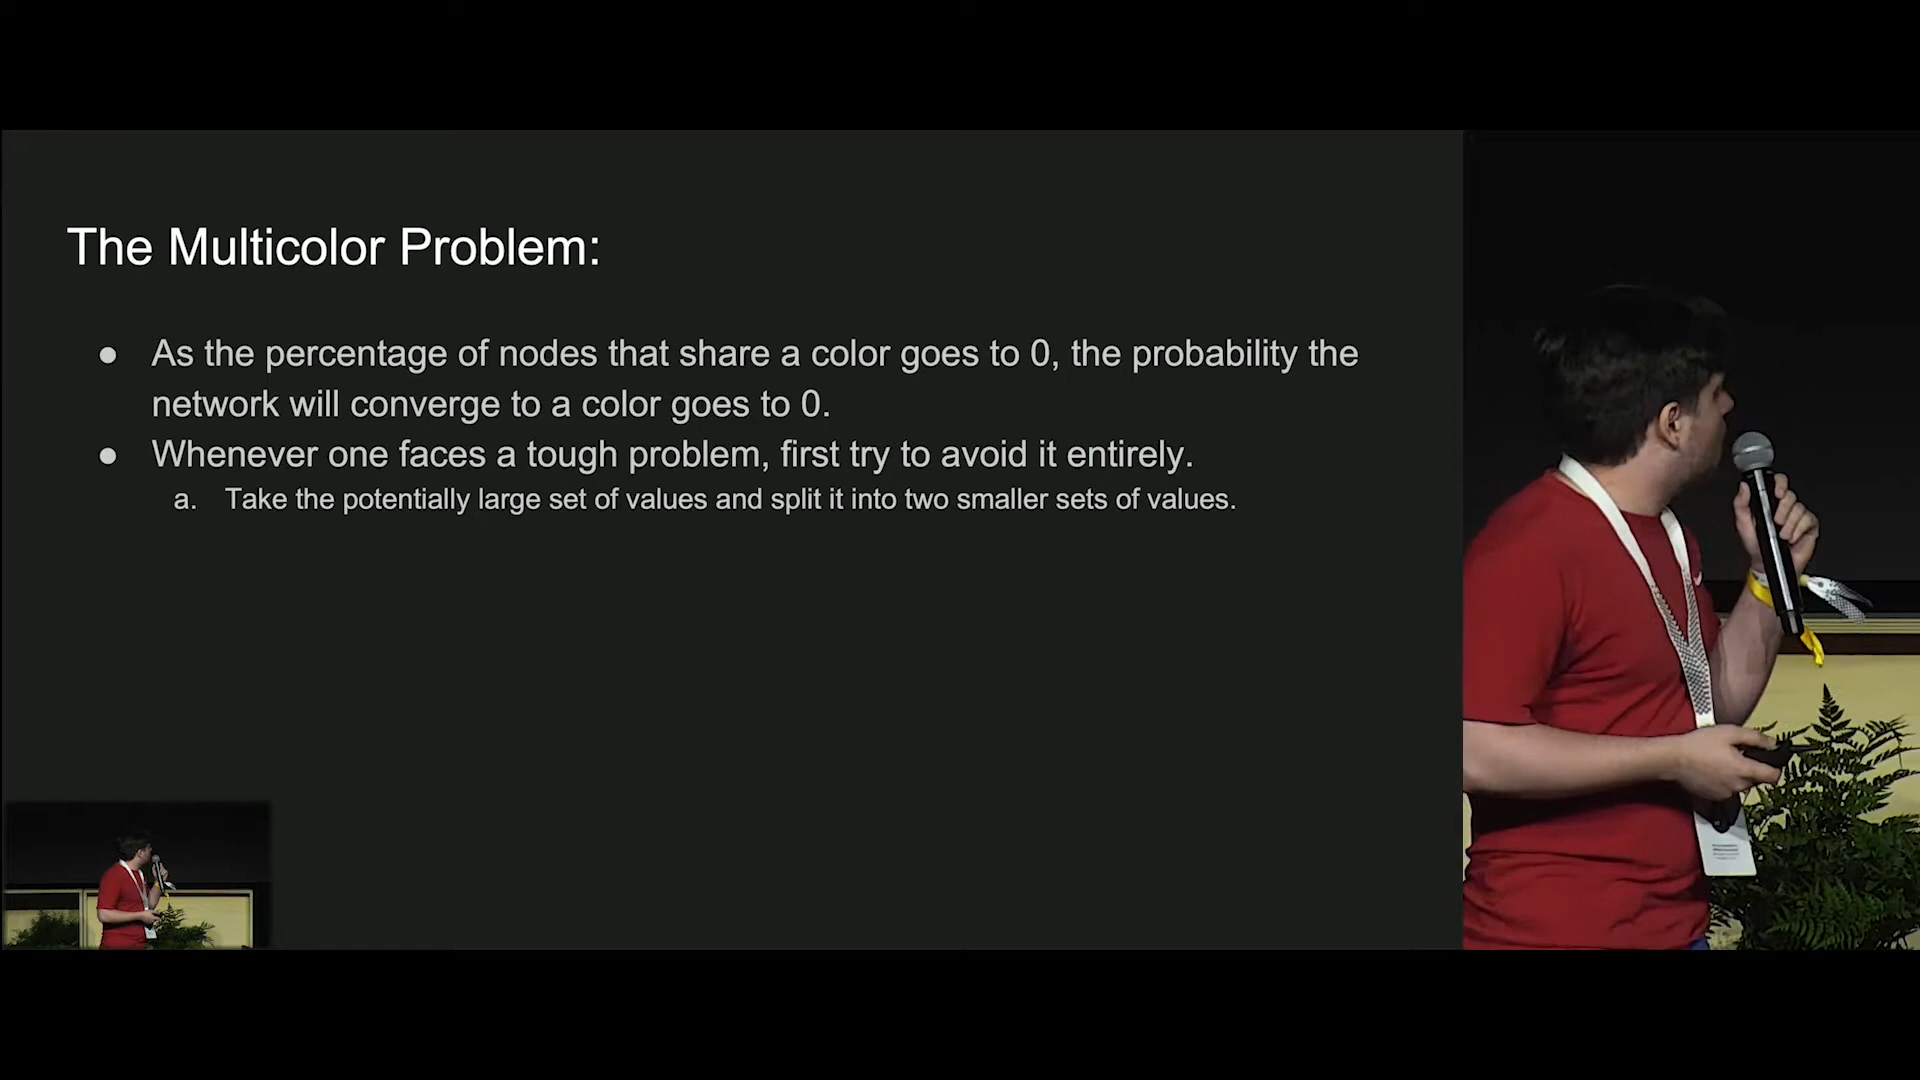 The Multicolor Problem:
● As the percentage of nodes that share a color goes to 0, the probability the
network will converge to a color goes to 0.
● Whenever one faces a tough problem, first try to avoid it entirely.
a. Take the potentially large set of values and split it into two smaller sets of values.